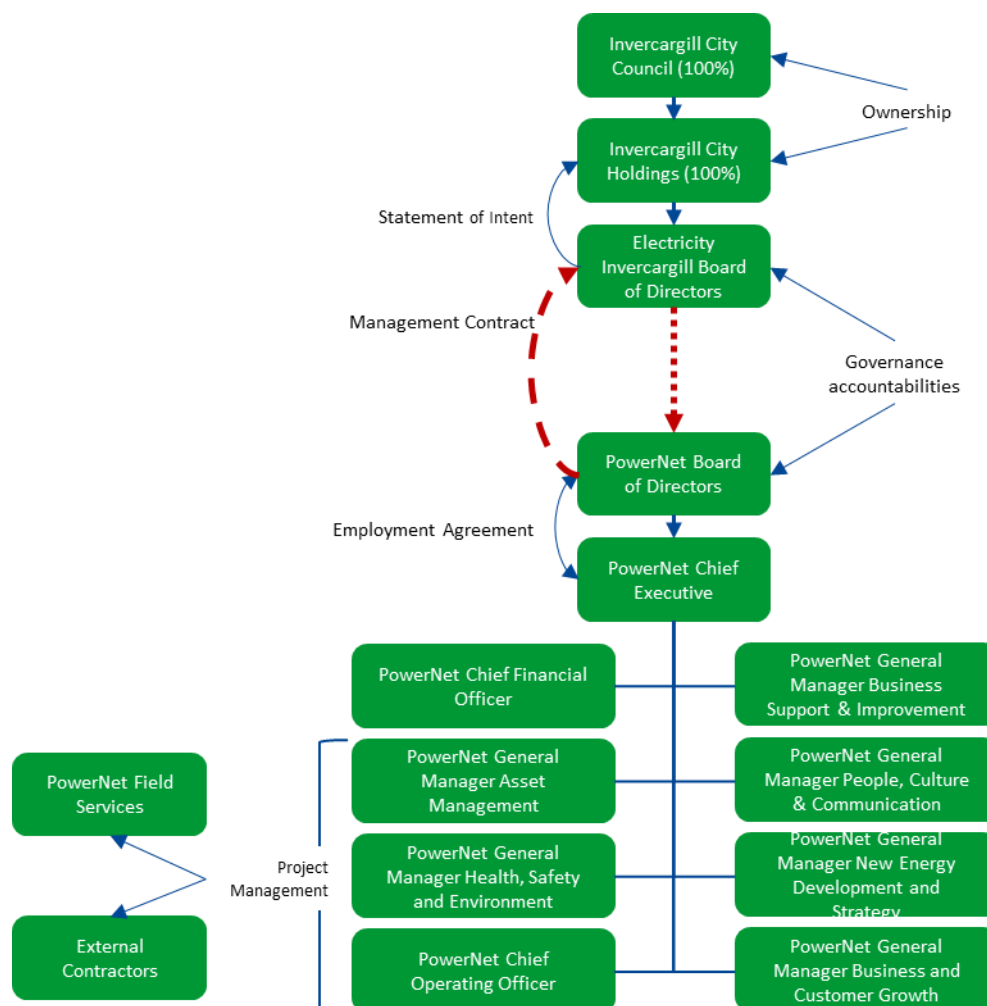 Invercargill City
Council (100%)
Ownership
Invercargill City
Holdings (100%)
Statement of Intent
Electricity
Invercargill Board
of Directors
Management Contract
Governance
accountabilities
PowerNet Board
of Directors
Employment Agreement
PowerNet Chief
Executive
PowerNet Chief Financial
Officer
PowerNet General
Manager Business
Support & Improvement
PowerNet General
Manager Asset
Management
PowerNet General
Manager People, Culture
& Communication
PowerNet Field
Services
Project
Management
PowerNet General
Manager Health, Safety
and Environment
PowerNet General
Manager New Energy
Development and
Strategy
External
Contractors
PowerNet Chief
Operating Officer
PowerNet General
Manager Business and
Customer Growth